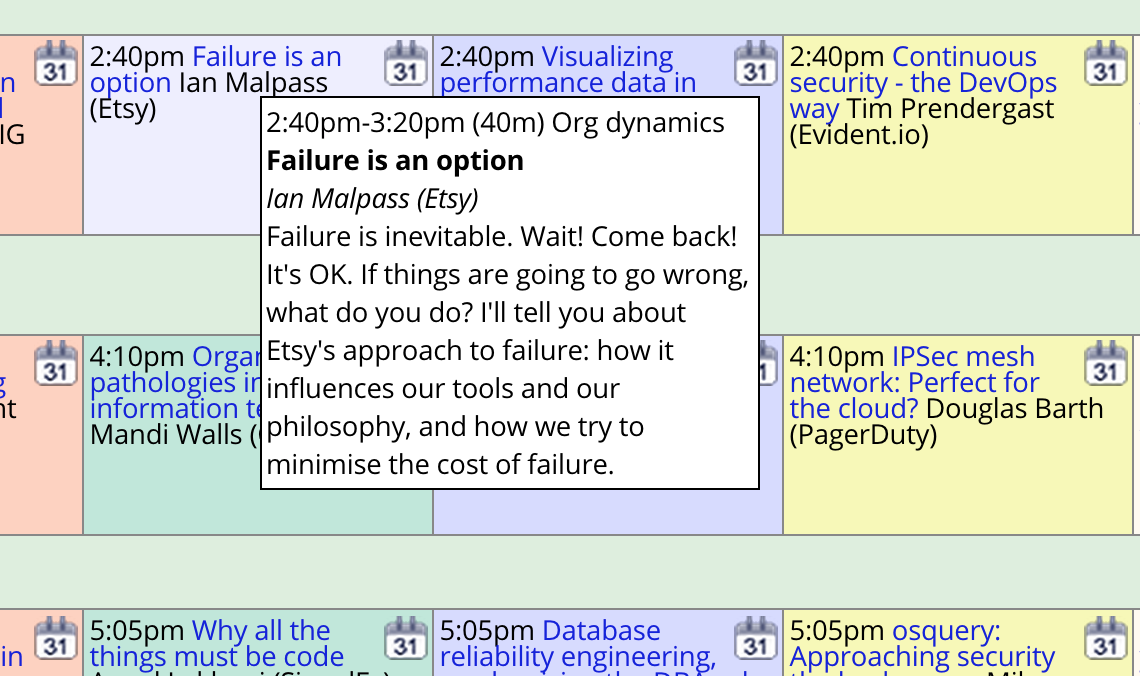 n
l
IG
31
2:40pm Failure is an
option Ian Malpass
(Etsy)
31
2:40pm Visualizing
performance data in
31
2:40pm Continuous
security - the DevOps
way Tim Prendergast
(Evident.io)
31
2:40pm-3:20pm (40m) Org dynamics
Failure is an option
Ian Malpass (Etsy)
Failure is inevitable. Wait! Come back!
It's OK. If things are going to go wrong,
what do you do? I'll tell you about
Etsy's approach to failure: how it
influences our tools and our
philosophy, and how we try to
minimise the cost of failure.
g
nt
31
4:10pm Organ
pathologies in
information te
Mandi Walls (
1
4:10pm IPSec mesh
network: Perfect for
the cloud? Douglas Barth
(PagerDuty)
31
in
31
5:05pm Why all the
things must be code
31
5:05pm Database
reliability engineering,
31
5:05pm osquery:
Approaching security
31